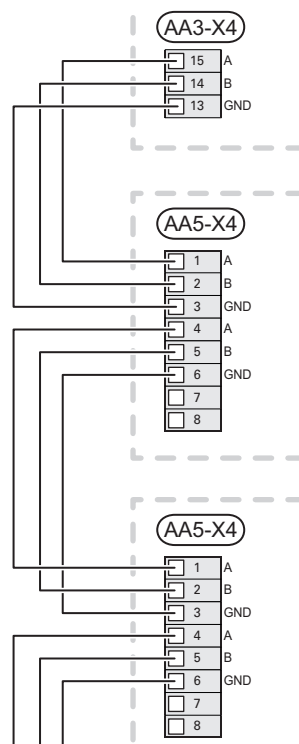 AA3-X4
15 A
14 B
13 GND
AA5-X4
1 A
2 B
3 GND
4 A
5 B
6 GND
7
8
AA5-X4
1 A
2 B
3 GND
4 A
5 B
6 GND
7
8